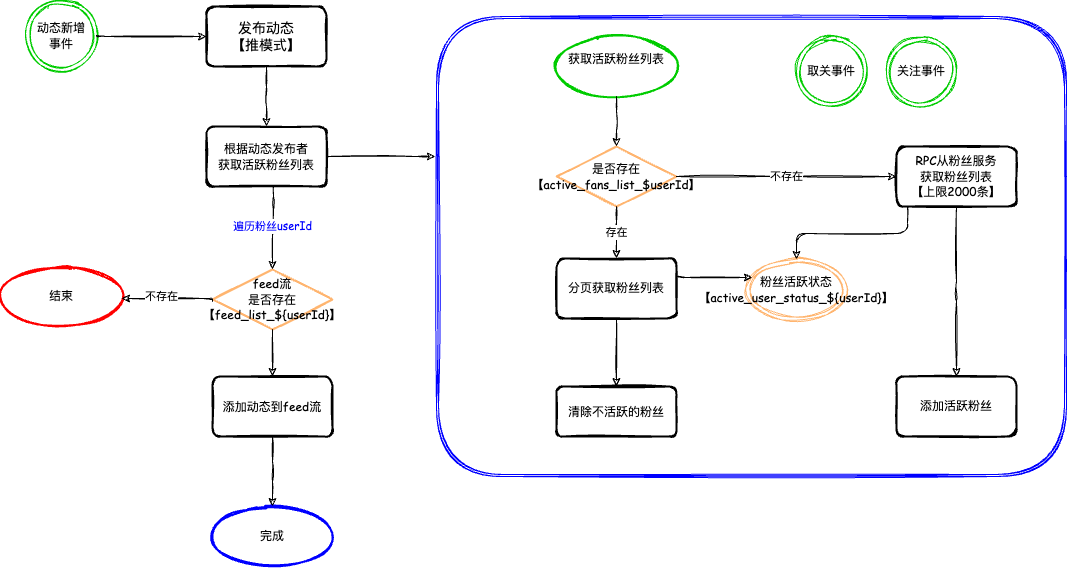 动态新增
事件
发布动态
【推模式】
根据动态发布者
获取活跃粉丝列表
遍历粉丝userId
feed流
是否存在
【feed_list_${userId}】
不存在
结束
添加动态到feed流
完成
获取活跃粉丝列表
取关事件
关注事件
是否存在
【active_fans_list_$userId】
不存在
RPC从粉丝服务
获取粉丝列表
【上限2000条】
存在
分页获取粉丝列表
粉丝活跃状态
【active_user_status_${userId}】
清除不活跃的粉丝
添加活跃粉丝